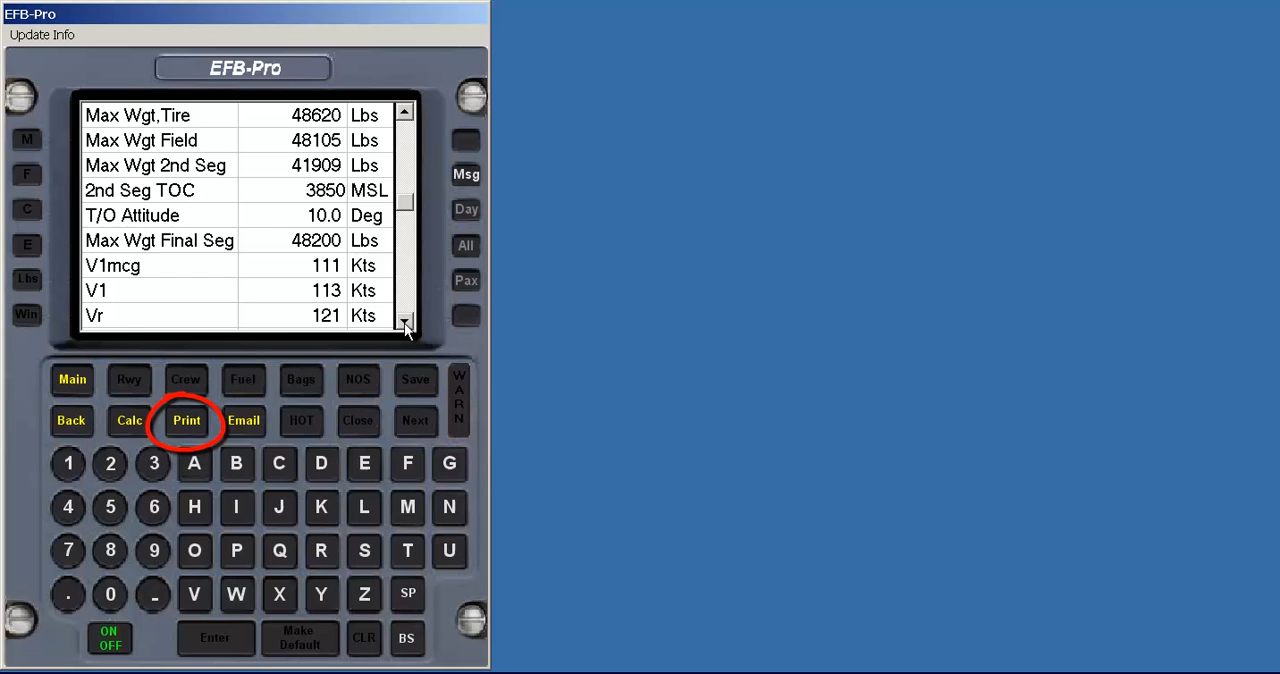 EFB-Pro
Update Info
EFB-Pro
Max Wgt,Tire 48620 Lbs
M
Max Wgt Field 48105 Lbs
Max Wgt 2nd Seg 41909 Lbs
F Msg
2nd Seg TOC 3850 MSL
C Day
T/O Attitude 10.0 Deg
E All
Max Wgt Final Seg 48200 Lbs
V1mcg 111 Kts
Lbs Pax
V1 113 Kts
Win
Vr 121 Kts
Main Rwy Crew Fuel Bags NOS Save WARN
Back Calc Print Email HOT Close Next
1 2 3 A B C D E F G
4 5 6 H I J K L M N
7 8 9 O P Q R S T U
. 0 - V W X Y Z SP
ON
OFF
Enter
Make
Default
CLR BS